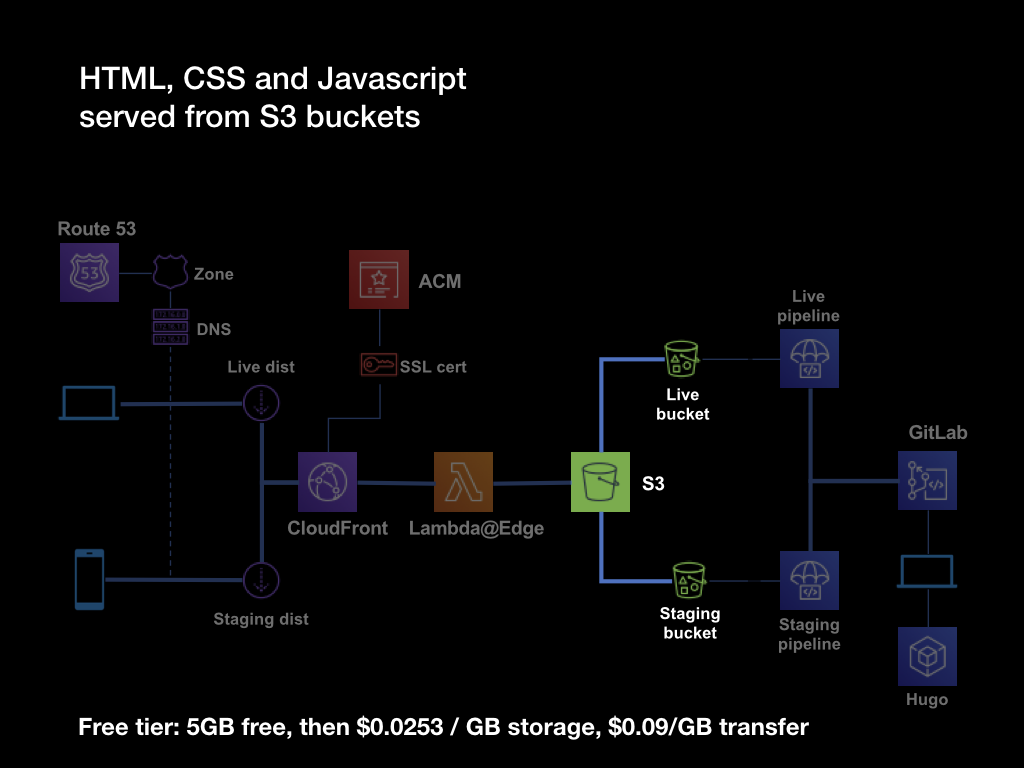 HTML, CSS and Javascript
served from S3 buckets
Route 53
53
Zone
DNS
ACM
SSL cert
Live dist
Live
pipeline
Live
bucket
GitLab
S3
CloudFront
Lambda@Edge
Staging dist
Staging
bucket
Staging
pipeline
Hugo
Free tier: 5GB free, then $0.0253 / GB storage, $0.09/GB transfer